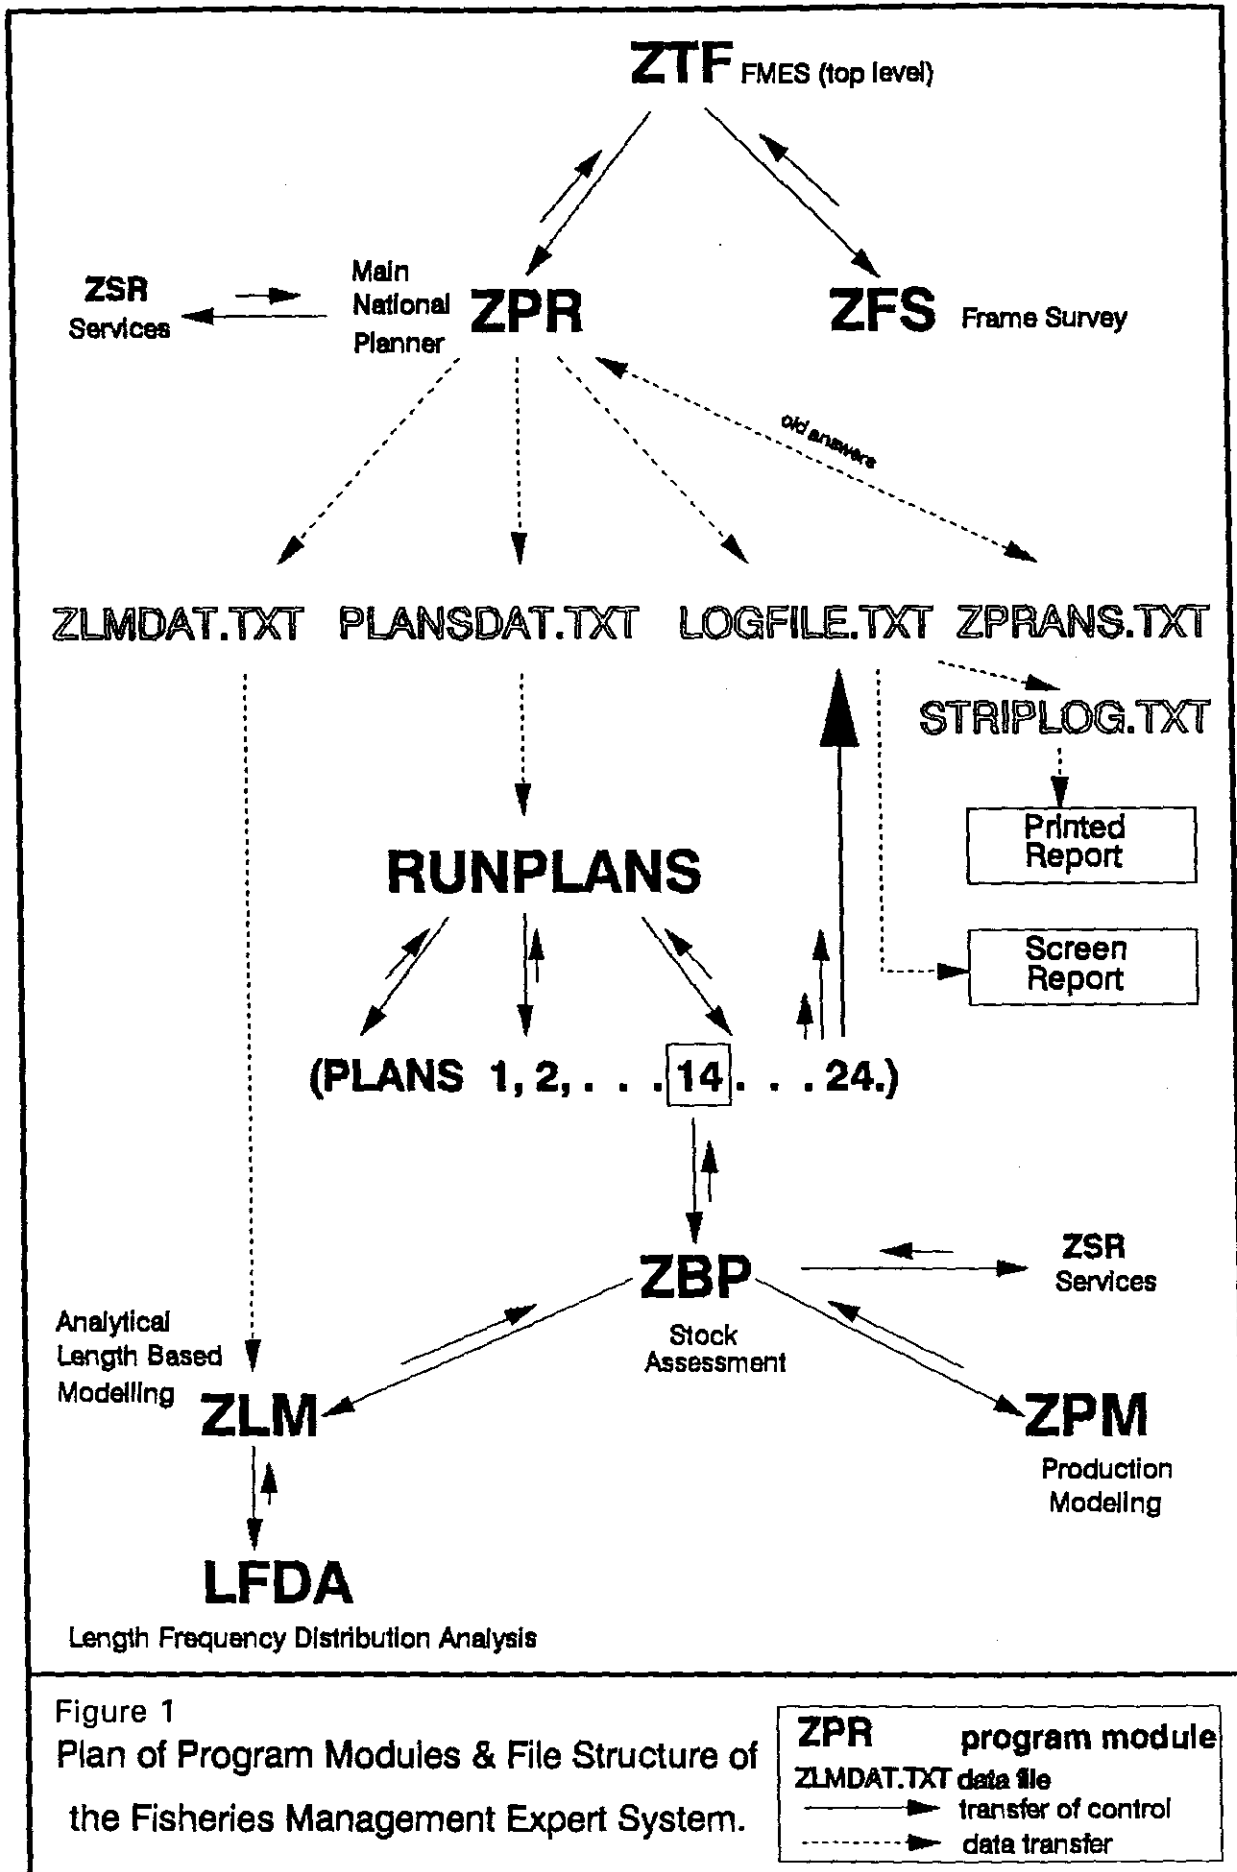 ZTF FMES (top level)
ZSR
Services
Main
National
Planner
ZPR
ZFS Frame Survey
old answers
ZLMDAT.TXT PLANSDAT.TXT LOGFILE.TXT ZPRANS.TXT
STRIPLOG.TXT
Printed
Report
RUNPLANS
Screen
Report
(PLANS 1, 2, . . . 14 . . . 24.)
ZBP
Stock
Assessment
ZSR
Services
Analytical
Length Based
Modelling
ZLM
ZPM
Production
Modeling
LFDA
Length Frequency Distribution Analysis
Figure 1
Plan of Program Modules & File Structure of
the Fisheries Management Expert System.
ZPR program module
ZLMDAT.TXT data file
transfer of control
data transfer